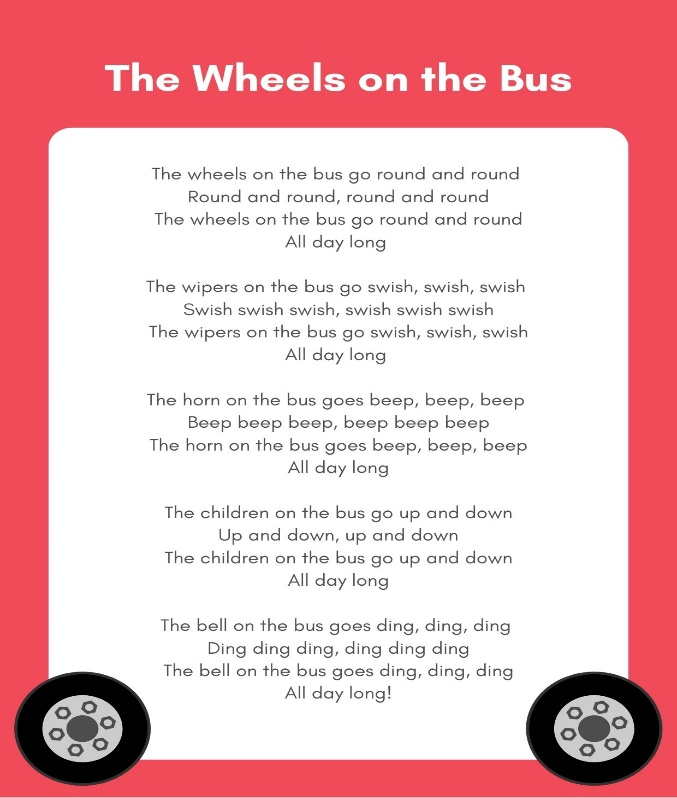 The Wheels on the Bus
The wheels on the bus go round and round
Round and round, round and round
The wheels on the bus go round and round
All day long
The wipers on the bus go swish, swish, swish
Swish swish swish, swish swish swish
The wipers on the bus go swish, swish, swish
All day long
The horn on the bus goes beep, beep, beep
Beep beep beep, beep beep beep
The horn on the bus goes beep, beep, beep
All day long
The children on the bus go up and down
Up and down, up and down
The children on the bus go up and down
All day long
The bell on the bus goes ding, ding, ding
Ding ding ding, ding ding ding
The bell on the bus goes ding, ding, ding
All day long!